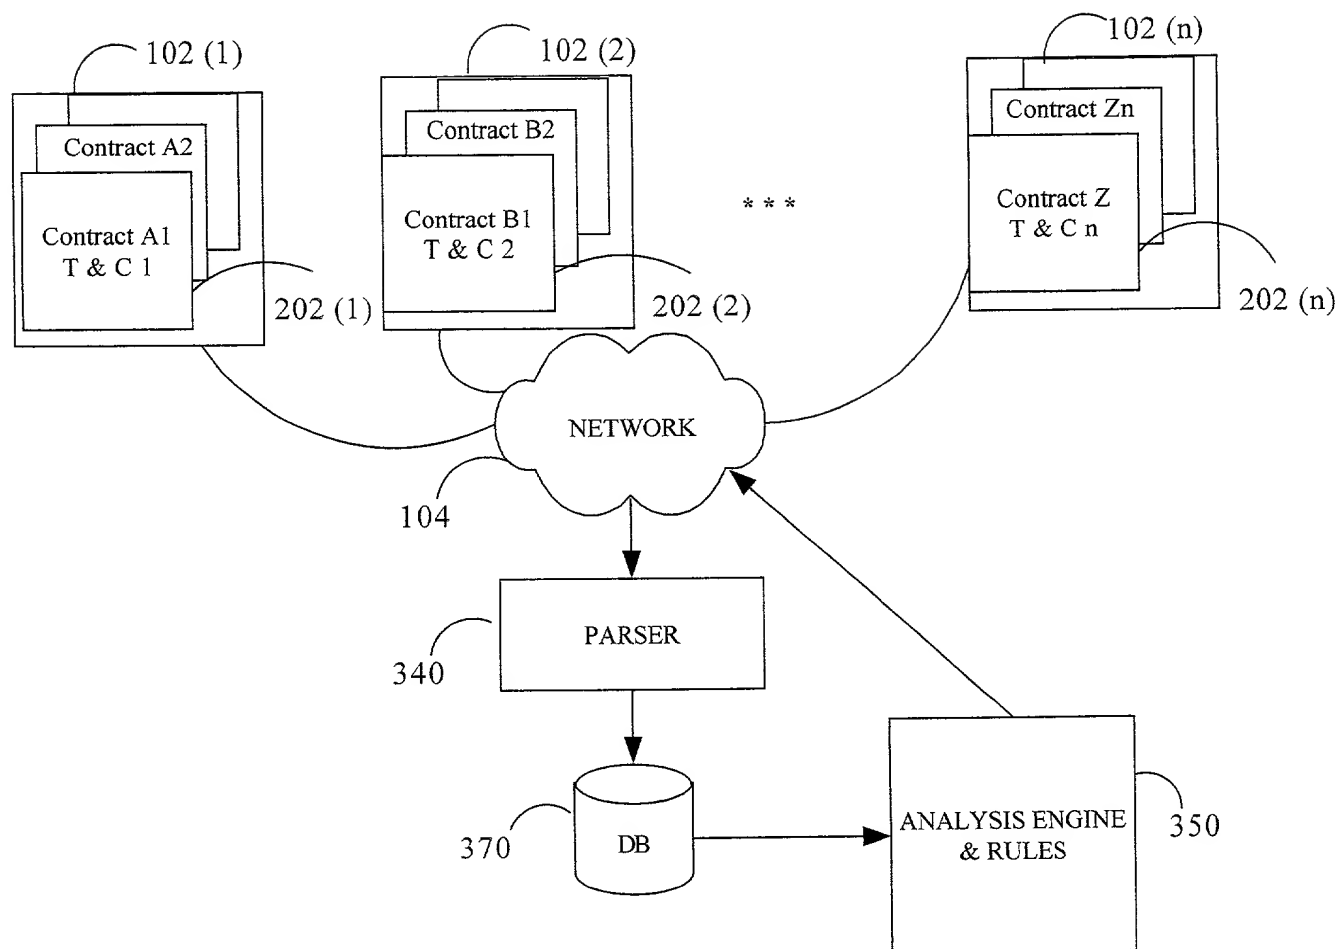 102 (1)
102 (2)
102 (n)
Contract A2
Contract B2
Contract Zn
Contract A1
T & C 1
Contract B1
T & C 2
* * *
Contract Z
T & C n
202 (1)
202 (2)
202 (n)
NETWORK
104
PARSER
340
DB
370
ANALYSIS ENGINE
& RULES
350